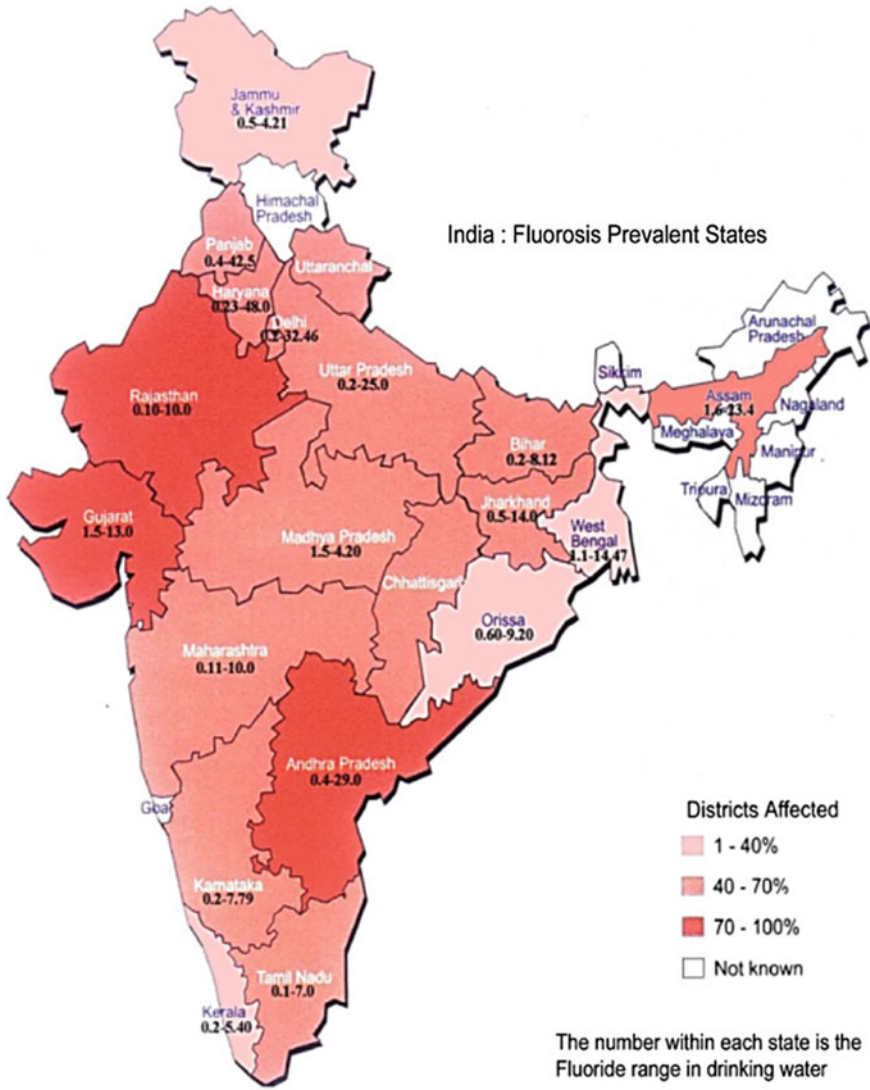 Jammu
& Kashmir
0.5-4.21
Himachal
Pradesh
India : Fluorosis Prevalent States
Panjab
0.4-42.5
Uttaranchal
Haryana
0.23-48.0
Delhi
0.2-32.46
Arunachal
Pradesh
Sikkim
Uttar Pradesh
0.2-25.0
Rajasthan
0.10-10.0
Assam
1.6-23.4
Nagaland
Meghalaya
Bihar
0.2-8.12
Manipur
Tripura
Mizoram
Gujarat
1.5-13.0
Jharkhand
0.5-14.0
Madhya Pradesh
1.5-4.20
West
Bengal
1.1-14.47
Chhattisgarh
Orissa
0.60-9.20
Maharashtra
0.11-10.0
Andhra Pradesh
0.4-29.0
Goa
Karnataka
0.2-7.79
Tamil Nadu
0.1-7.0
Kerala
0.2-5.40
Districts Affected
1 - 40%
40 - 70%
70 - 100%
Not known
The number within each state is the
Fluoride range in drinking water